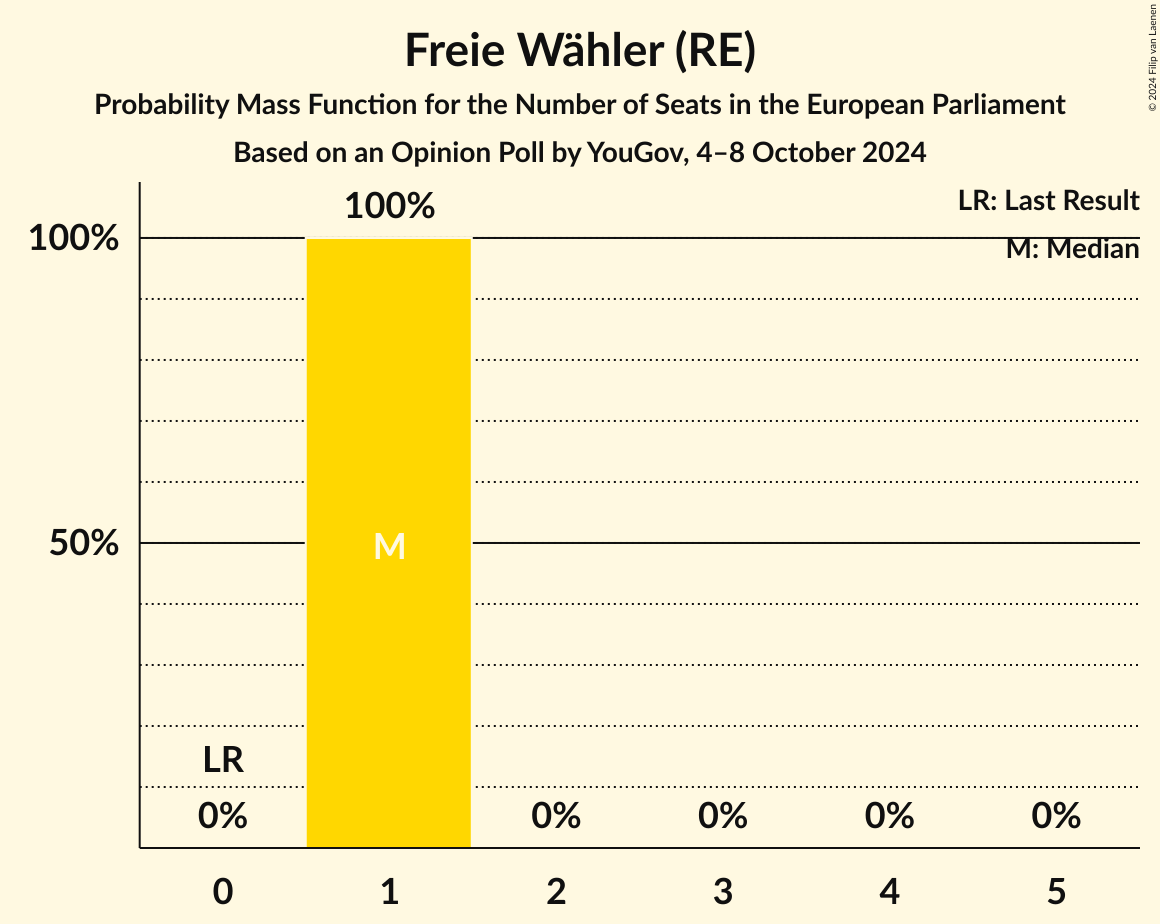 Freie Wähler (RE)
Probability Mass Function for the Number of Seats in the European Parliament
Based on an Opinion Poll by YouGov, 4–8 October 2024
© 2024 Filip van Laenen
LR: Last Result
M: Median
100%
100%
50%
M
LR
0%
0%
0%
0%
0%
0
1
2
3
4
5